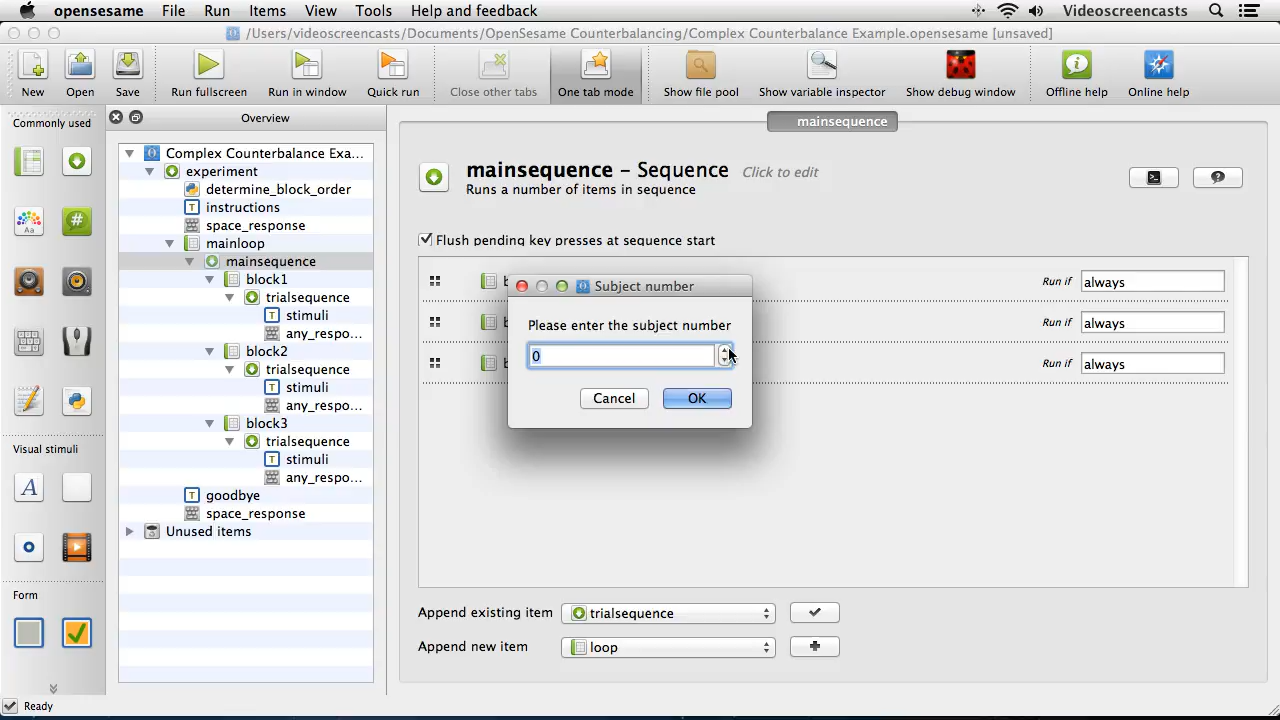 opensesame File Run Items View Tools Help and feedback Videoscreencasts
/Users/videoscreencasts/Documents/OpenSesame Counterbalancing/Complex Counterbalance Example.opensesame [unsaved]
New Open Save Run fullscreen Run in window Quick run Close other tabs One tab mode Show file pool Show variable inspector Show debug window Offline help Online help
Commonly used
Aa
Visual stimuli
A
Form
Overview
Complex Counterbalance Exa...
experiment
determine_block_order
instructions
space_response
mainloop
mainsequence
block1
trialsequence
stimuli
any_respo...
block2
trialsequence
stimuli
any_respo...
block3
trialsequence
stimuli
any_respo...
goodbye
space_response
Unused items
mainsequence
mainsequence – Sequence Click to edit
Runs a number of items in sequence
Flush pending key presses at sequence start
Run if always
Run if always
Run if always
Subject number
Please enter the subject number
0
Cancel OK
Append existing item trialsequence
Append new item loop
Ready